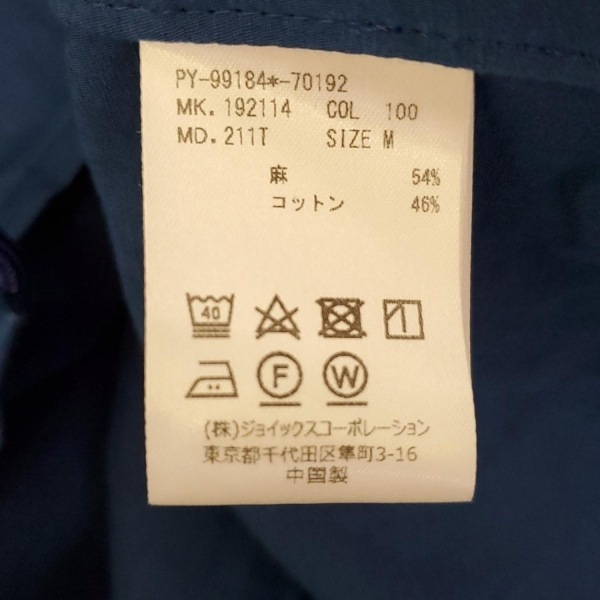 PY-99184*-70192
MK. 192114 COL 100
MD. 211T SIZE M
麻 54%
コットン 46%
40
F W
(株)ジョイックスコーポレーション
東京都千代田区隼町3-16
中国製